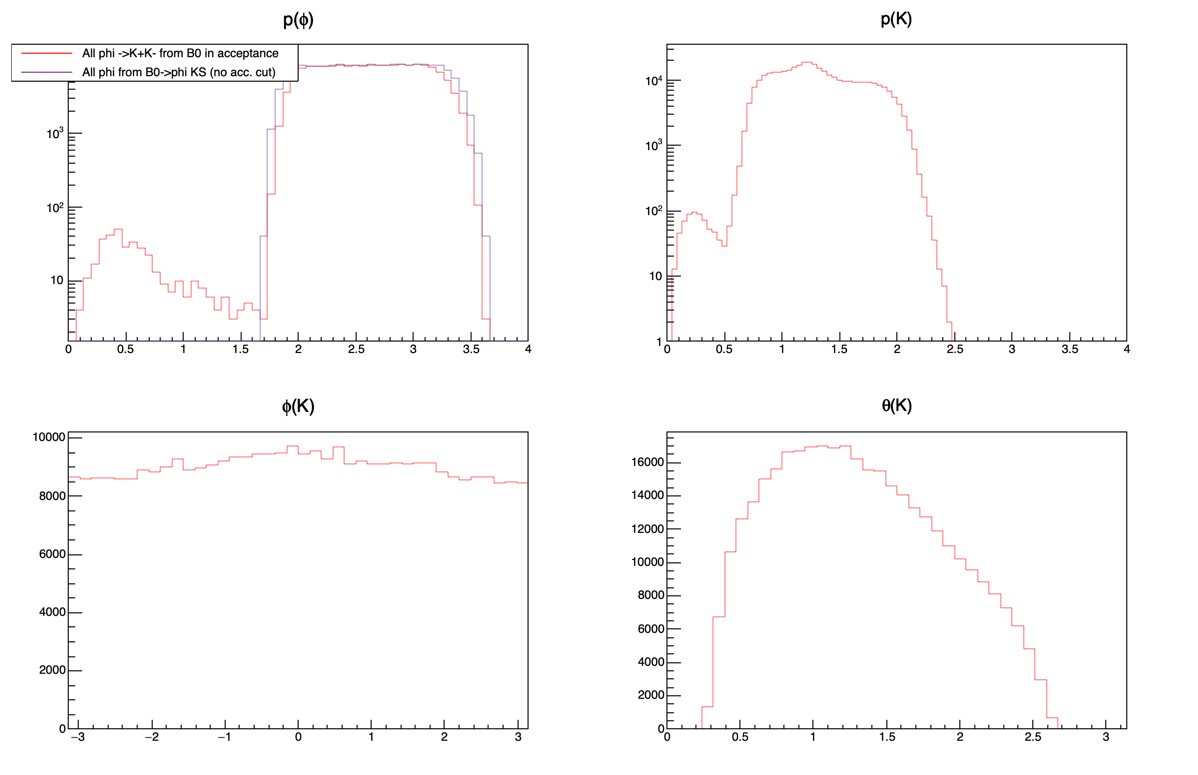 p(ϕ)
All phi ->K+K- from B0 in acceptance
All phi from B0->phi KS (no acc. cut)
10³
10²
10
0 0.5 1 1.5 2 2.5 3 3.5 4
p(K)
10⁴
10³
10²
10
1
0 0.5 1 1.5 2 2.5 3 3.5 4
ϕ(K)
10000
8000
6000
4000
2000
0
−3 −2 −1 0 1 2 3
θ(K)
16000
14000
12000
10000
8000
6000
4000
2000
0
0 0.5 1 1.5 2 2.5 3